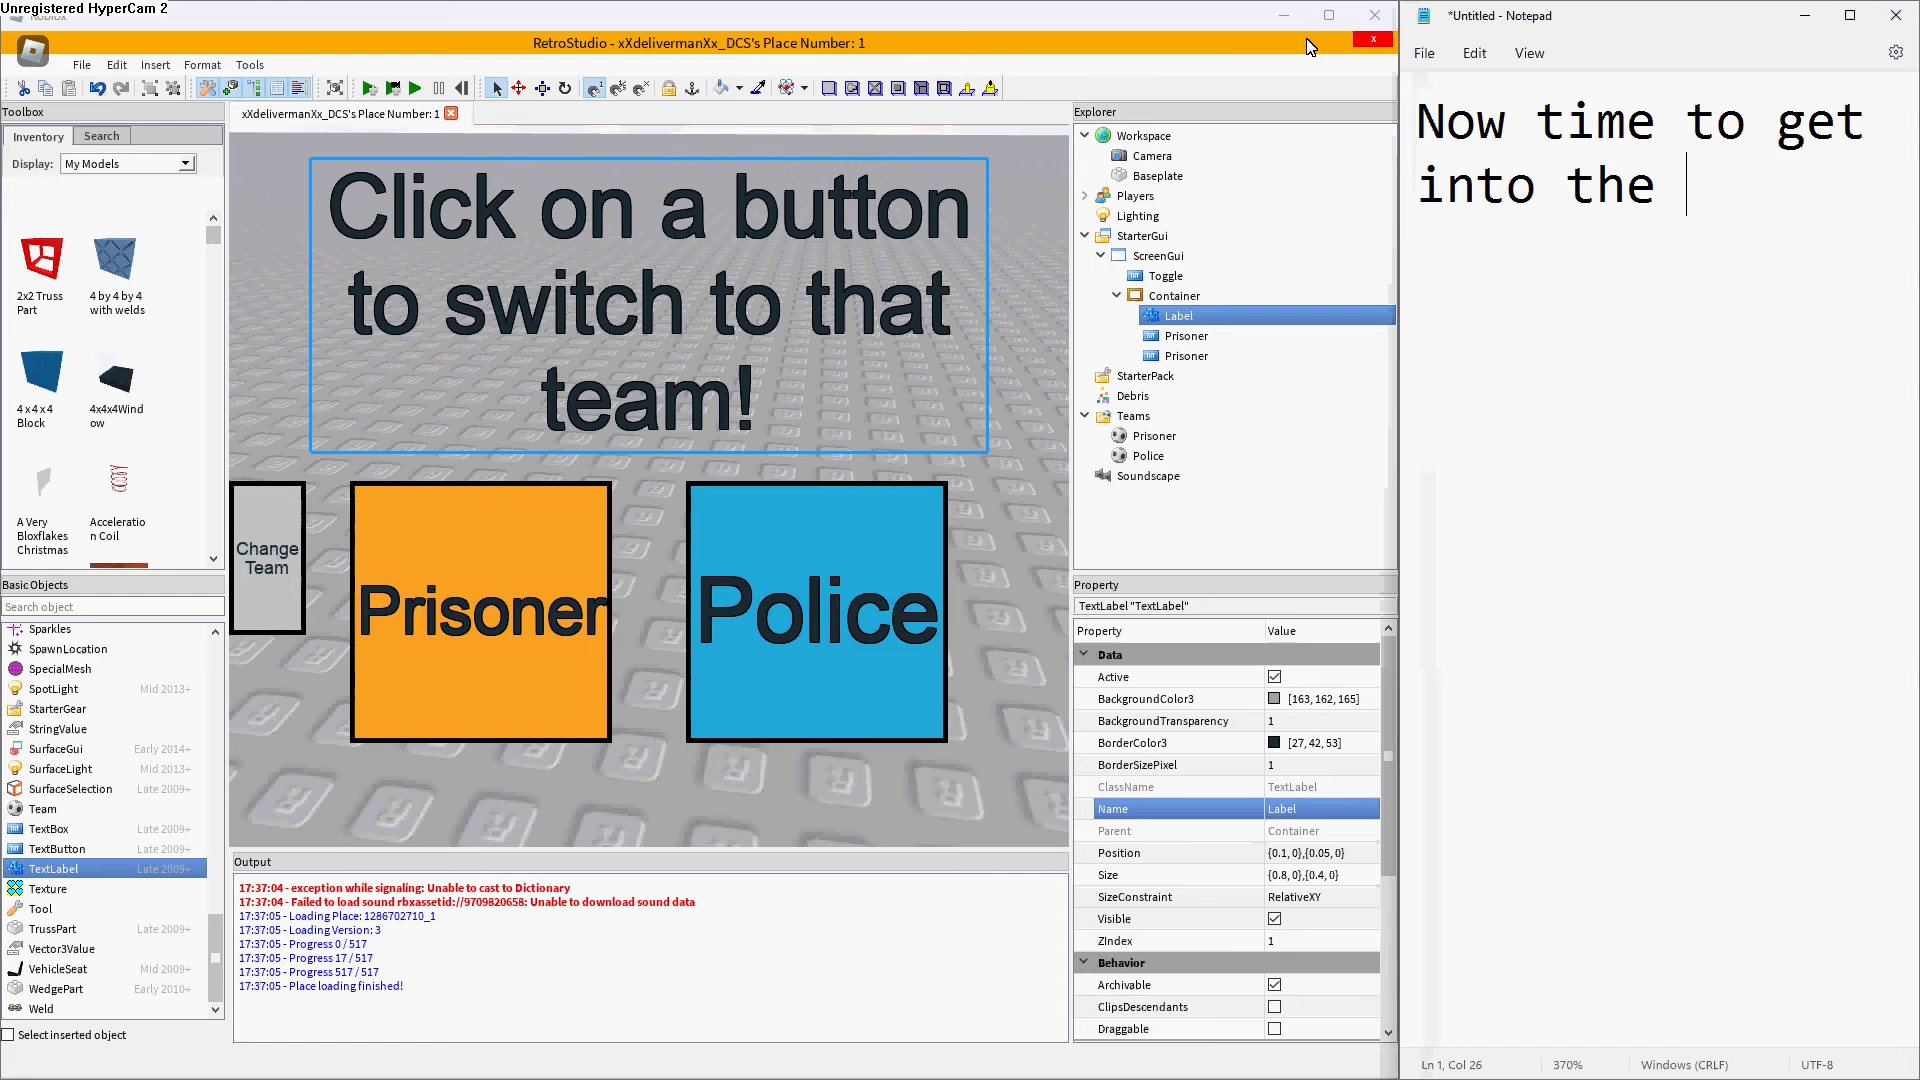 Unregistered HyperCam 2
RetroStudio - xXdelivermanXx_DCS's Place Number: 1
x
File Edit Insert Format Tools
Toolbox
Inventory Search
Display: My Models
2x2 Truss Part
4 by 4 by 4 with welds
4 x 4 x 4 Block
4x4x4Wind
ow
A Very Bloxflakes Christmas
Acceleratio
n Coil
Basic Objects
Search object
Sparkles
SpawnLocation
SpecialMesh
SpotLight Mid 2013+
StarterGear
StringValue
SurfaceGui Early 2014+
SurfaceLight Mid 2013+
SurfaceSelection Late 2009+
Team
TextBox Late 2009+
TextButton Late 2009+
TextLabel Late 2009+
Texture
Tool
TrussPart Late 2009+
Vector3Value
VehicleSeat Mid 2009+
WedgePart Early 2010+
Weld
Select inserted object
xXdelivermanXx_DCS's Place Number: 1
Click on a button
to switch to that
team!
Change
Team
Prisoner
Police
Output
17:37:04 - exception while signaling: Unable to cast to Dictionary
17:37:04 - Failed to load sound rbxassetid://9709820658: Unable to download sound data
17:37:05 - Loading Place: 1286702710_1
17:37:05 - Loading Version: 3
17:37:05 - Progress 0 / 517
17:37:05 - Progress 17 / 517
17:37:05 - Progress 517 / 517
17:37:05 - Place loading finished!
Explorer
Workspace
Camera
Baseplate
Players
Lighting
StarterGui
ScreenGui
Toggle
Container
Label
Prisoner
Prisoner
StarterPack
Debris
Teams
Prisoner
Police
Soundscape
Property
TextLabel "TextLabel"
Property Value
Data
Active
BackgroundColor3 [163, 162, 165]
BackgroundTransparency 1
BorderColor3 [27, 42, 53]
BorderSizePixel 1
ClassName TextLabel
Name Label
Parent Container
Position {0.1, 0},{0.05, 0}
Size {0.8, 0},{0.4, 0}
SizeConstraint RelativeXY
Visible
ZIndex 1
Behavior
Archivable
ClipsDescendants
Draggable
*Untitled - Notepad
File Edit View
Now time to get
into the
Ln 1, Col 26 370% Windows (CRLF) UTF-8